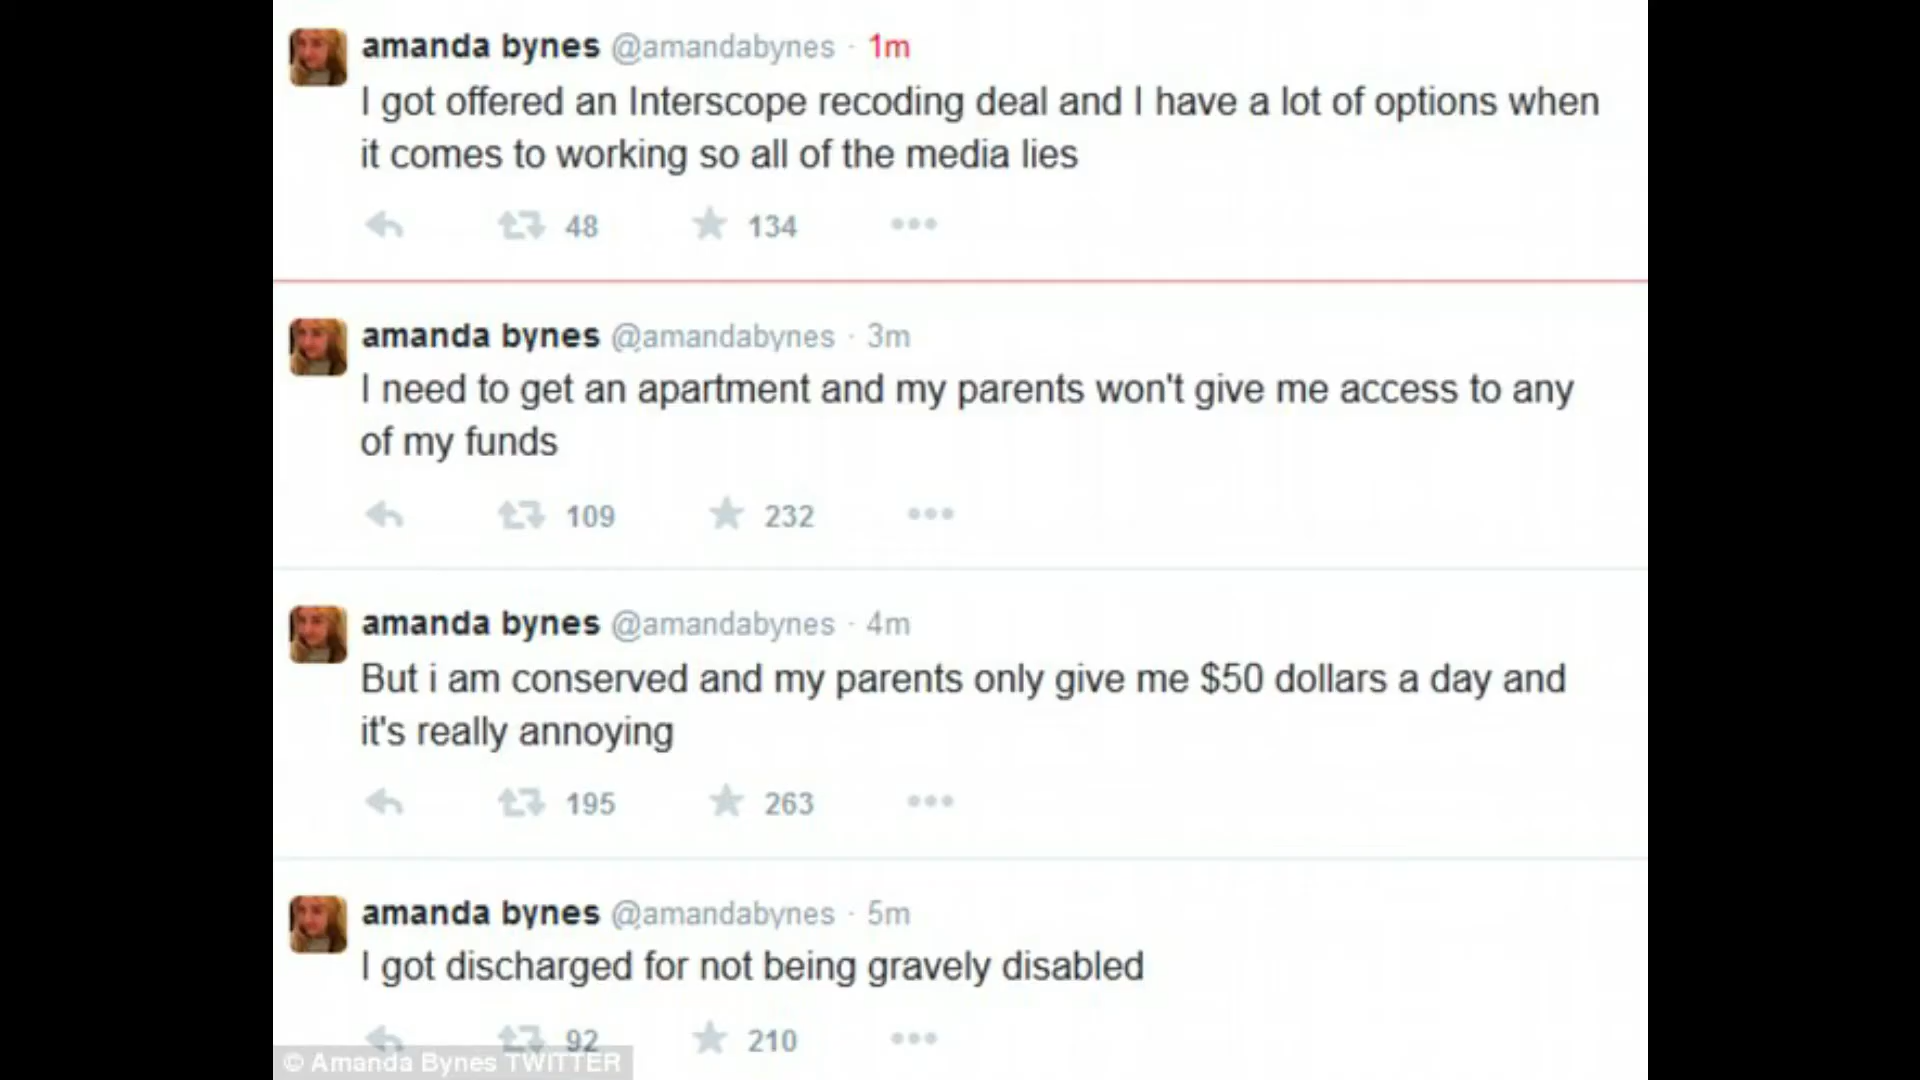 amanda bynes @amandabynes · 1m
I got offered an Interscope recoding deal and I have a lot of options when
it comes to working so all of the media lies
48 134
amanda bynes @amandabynes · 3m
I need to get an apartment and my parents won't give me access to any
of my funds
109 232
amanda bynes @amandabynes · 4m
But i am conserved and my parents only give me $50 dollars a day and
it's really annoying
195 263
amanda bynes @amandabynes · 5m
I got discharged for not being gravely disabled
92 210
© Amanda Bynes TWITTER